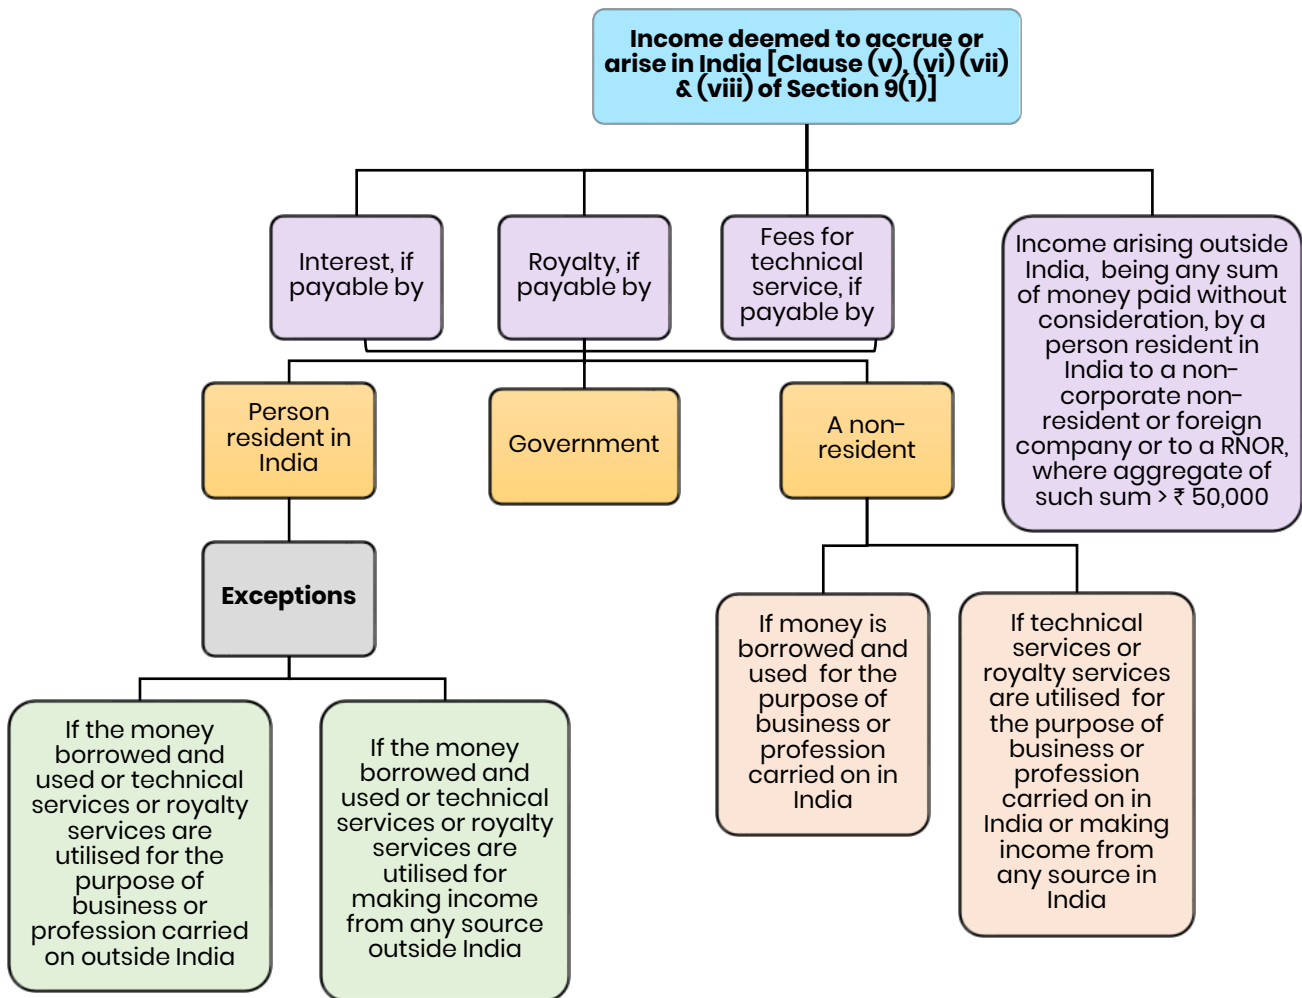 Income deemed to accrue or
arise in India [Clause (v), (vi) (vii)
& (viii) of Section 9(1)]
Interest, if
payable by
Royalty, if
payable by
Fees for
technical
service, if
payable by
Income arising outside
India, being any sum
of money paid without
consideration, by a
person resident in
India to a non-
corporate non-
resident or foreign
company or to a RNOR,
where aggregate of
such sum > ₹ 50,000
Person
resident in
India
Government
A non-
resident
Exceptions
If the money
borrowed and
used or technical
services or royalty
services are
utilised for the
purpose of
business or
profession carried
on outside India
If the money
borrowed and
used or technical
services or royalty
services are
utilised for
making income
from any source
outside India
If money is
borrowed and
used for the
purpose of
business or
profession
carried on in
India
If technical
services or
royalty services
are utilised for
the purpose of
business or
profession
carried on in
India or making
income from
any source in
India